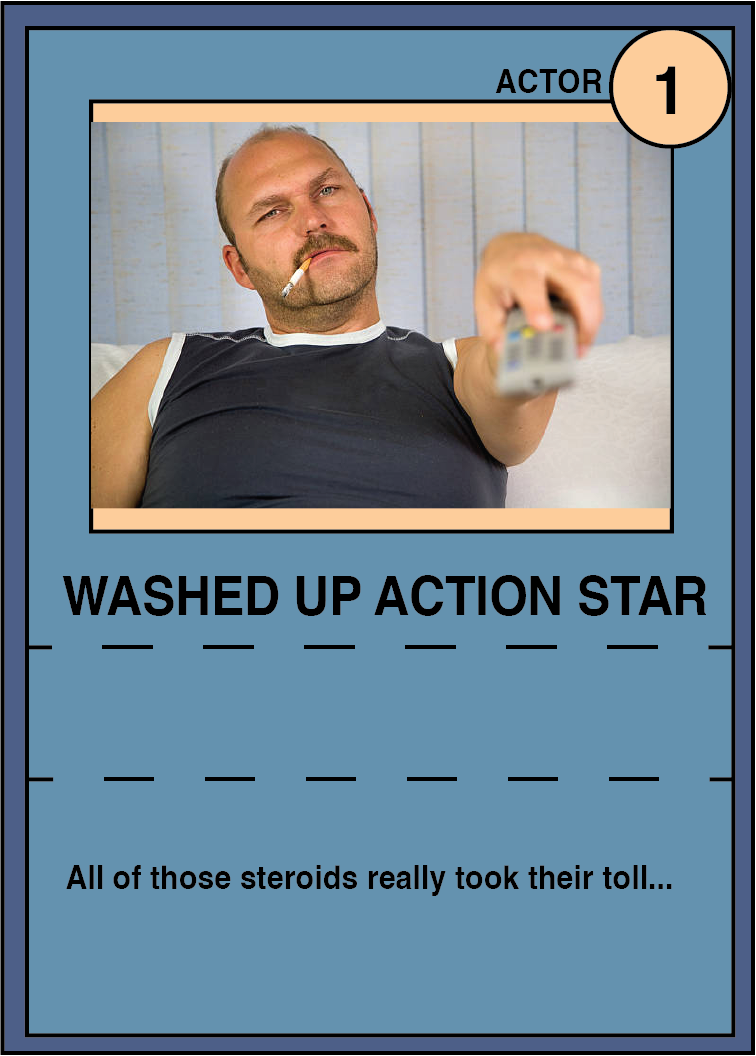 ACTOR 1
WASHED UP ACTION STAR
All of those steroids really took their toll...